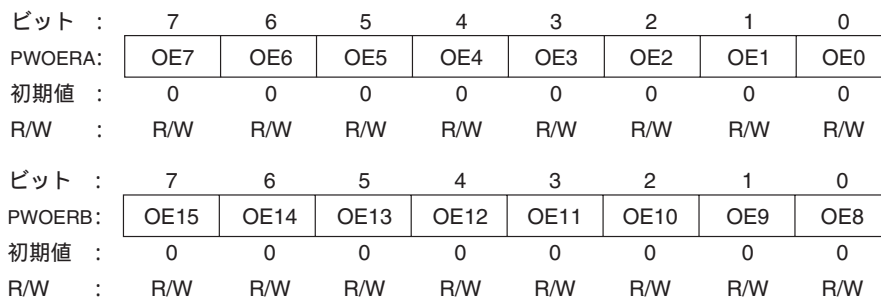 ビット : 7 6 5 4 3 2 1 0
PWOERA: OE7 OE6 OE5 OE4 OE3 OE2 OE1 OE0
初期値 : 0 0 0 0 0 0 0 0
R/W : R/W R/W R/W R/W R/W R/W R/W R/W
ビット : 7 6 5 4 3 2 1 0
PWOERB: OE15 OE14 OE13 OE12 OE11 OE10 OE9 OE8
初期値 : 0 0 0 0 0 0 0 0
R/W : R/W R/W R/W R/W R/W R/W R/W R/W